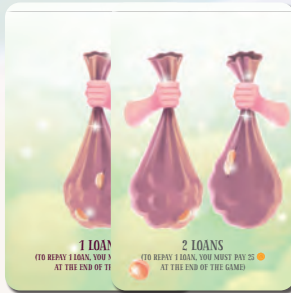 1 LOAN
(TO REPAY 1 LOAN, YOU
AT THE END OF
2 LOANS
(TO REPAY 1 LOAN, YOU MUST PAY 25
AT THE END OF THE GAME)